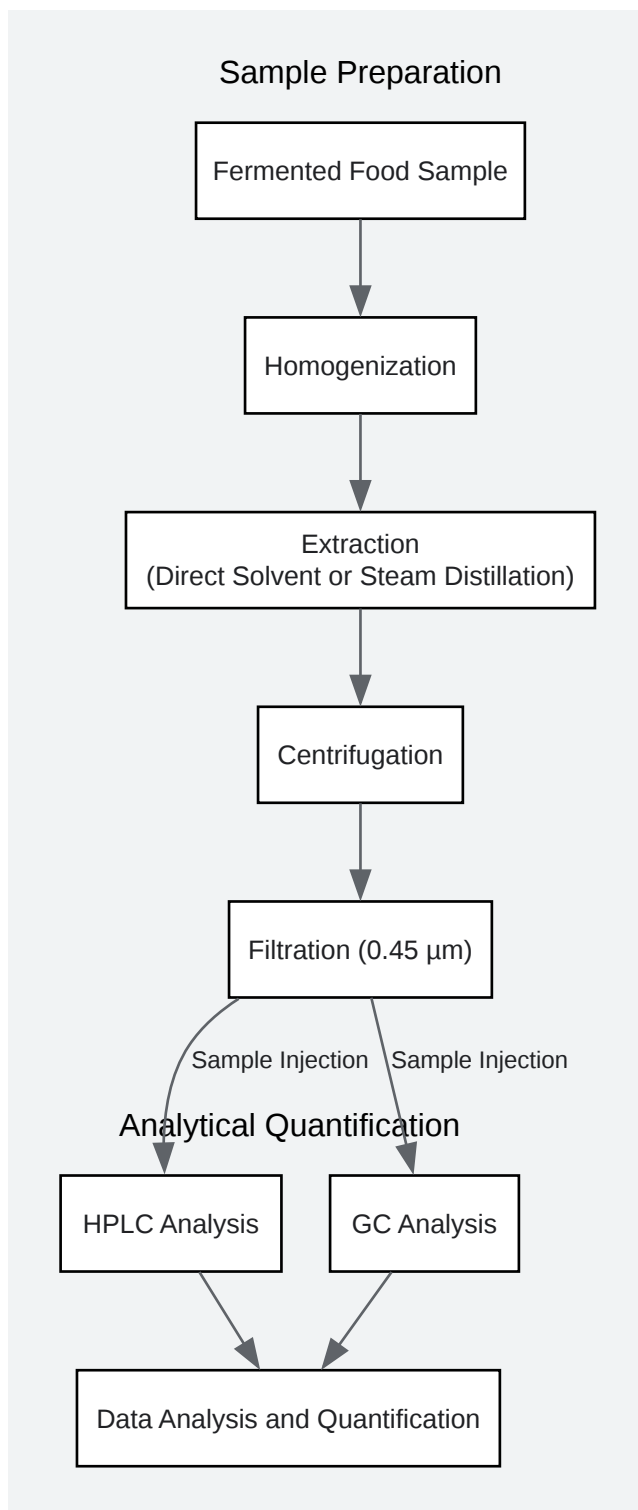 Sample Preparation
Fermented Food Sample
Homogenization
Extraction
(Direct Solvent or Steam Distillation)
Centrifugation
Filtration (0.45 µm)
Sample Injection
Sample Injection
Analytical Quantification
HPLC Analysis
GC Analysis
Data Analysis and Quantification